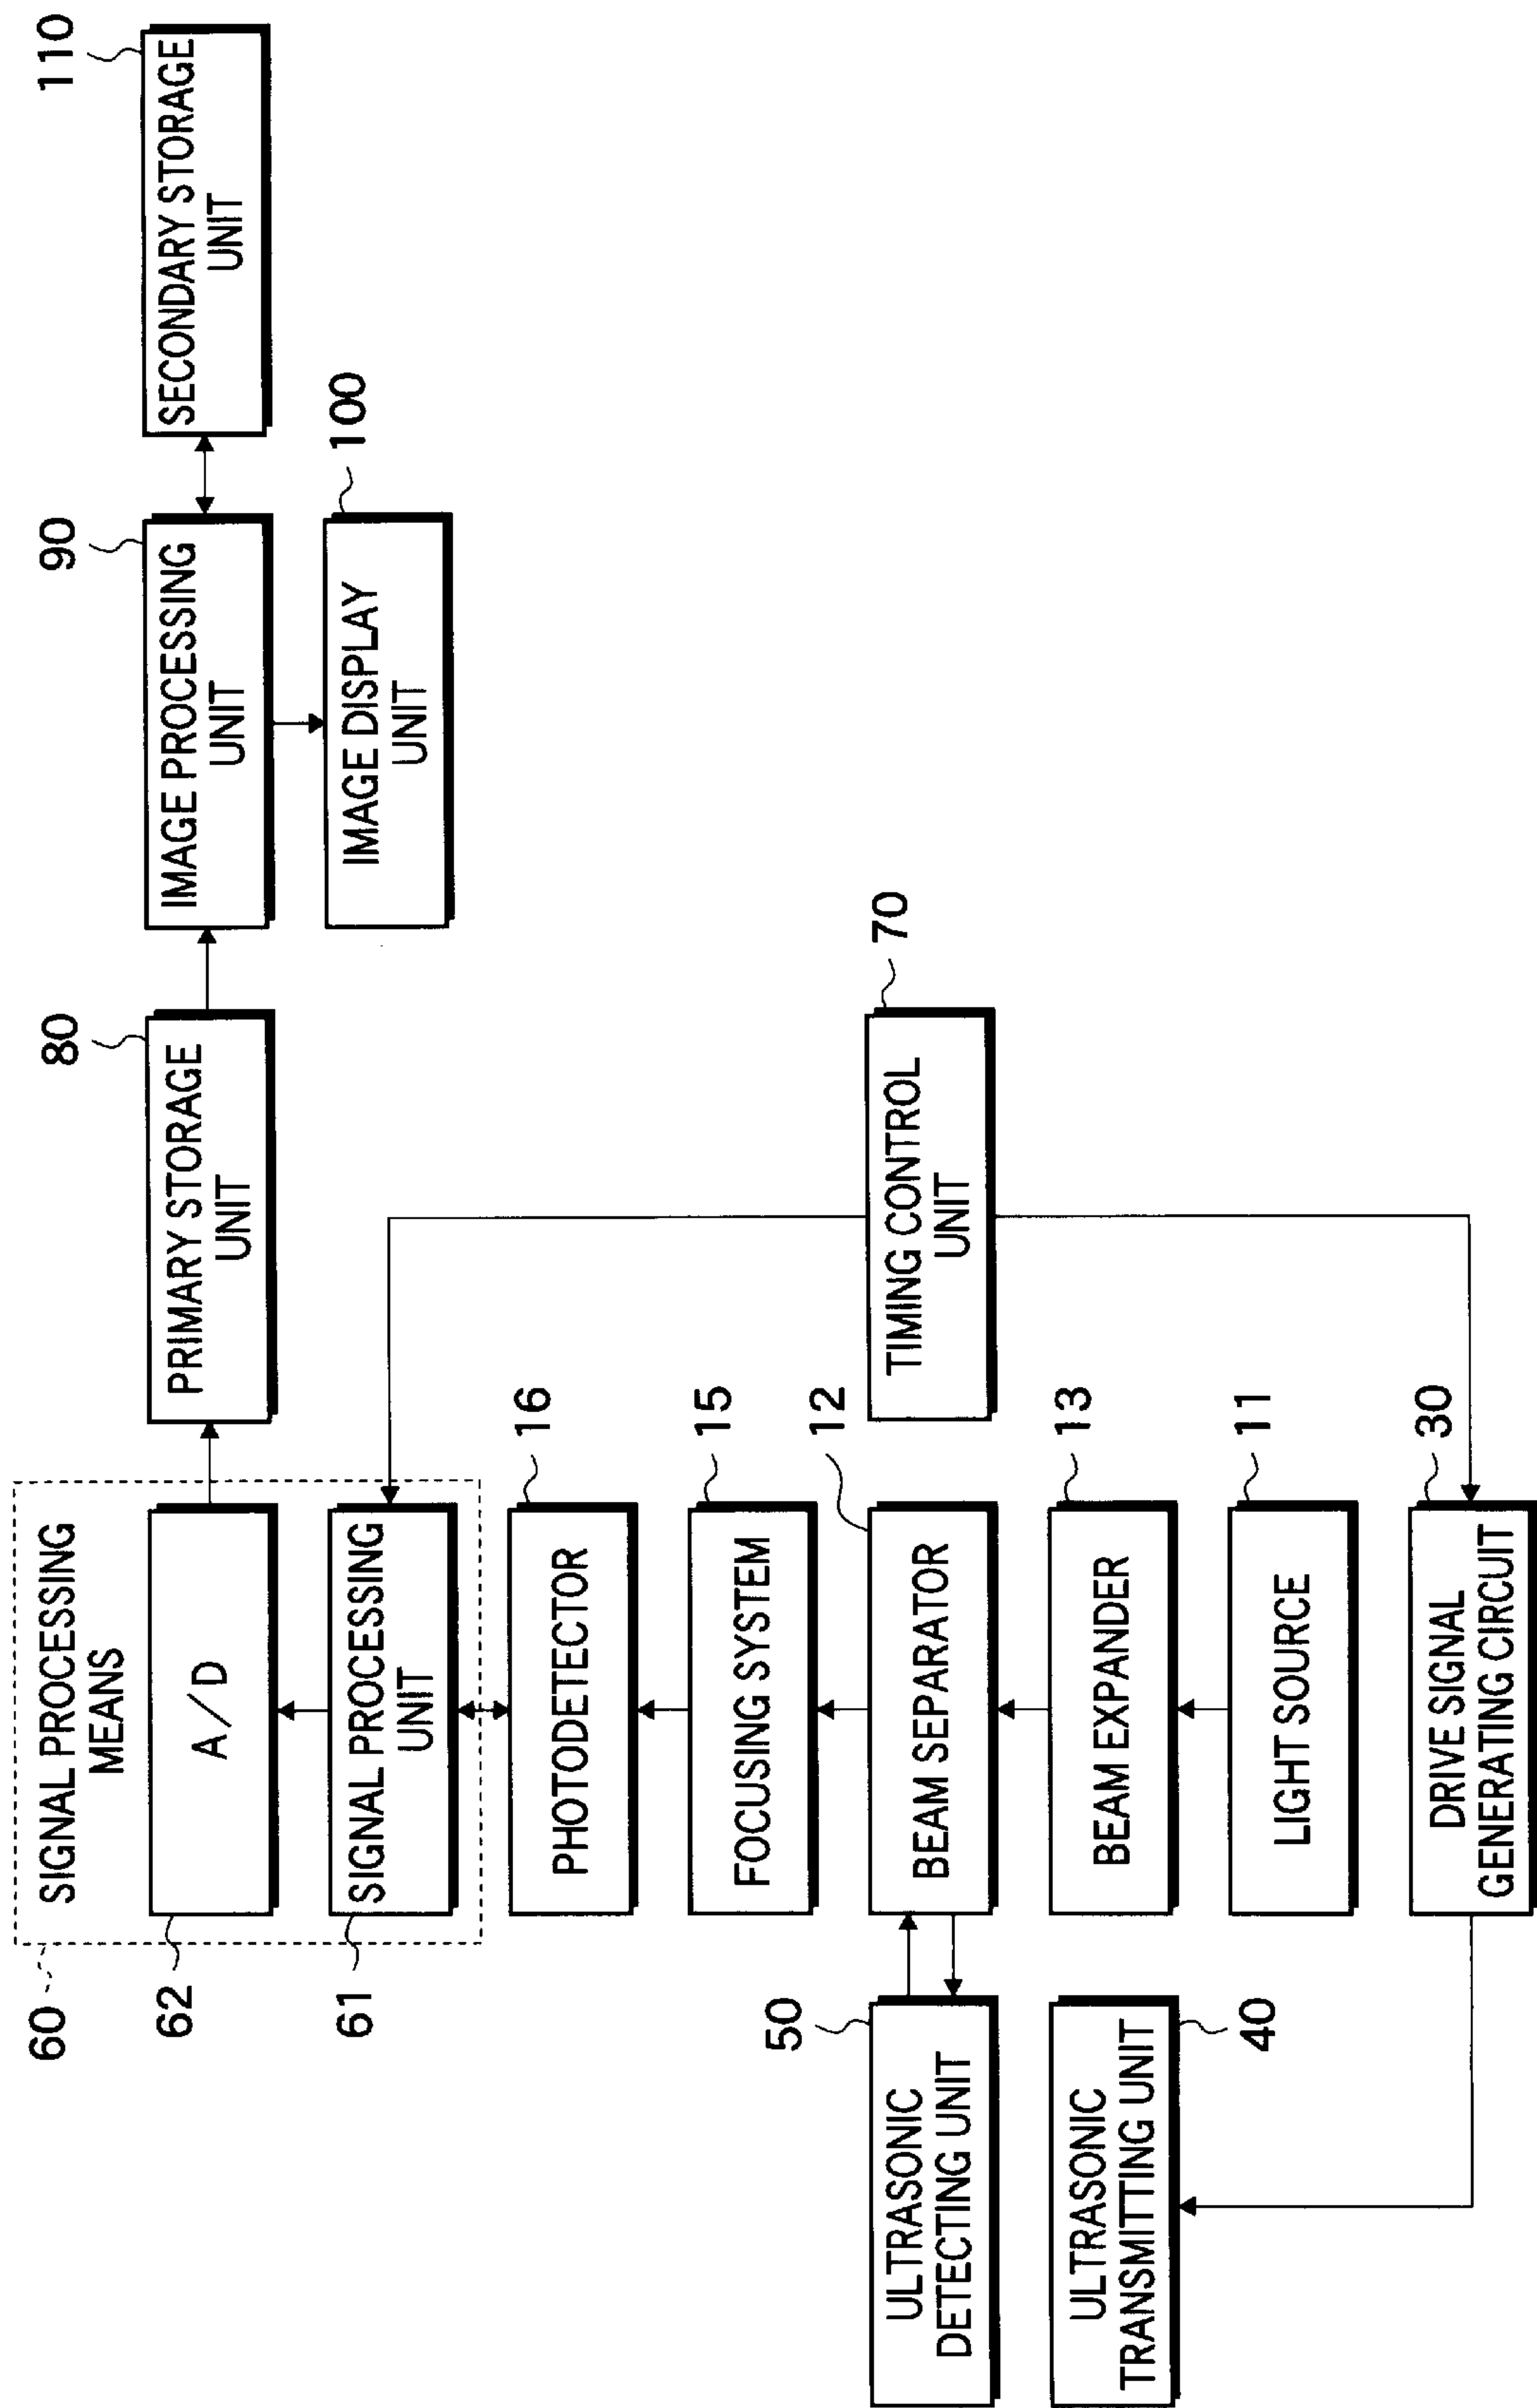 60
SIGNAL PROCESSING
MEANS
62
A/D
61
SIGNAL PROCESSING
UNIT
PRIMARY STORAGE
UNIT
80
IMAGE PROCESSING
UNIT
90
SECONDARY STORAGE
UNIT
110
IMAGE DISPLAY
UNIT
100
PHOTODETECTOR
16
FOCUSING SYSTEM
15
ULTRASONIC
DETECTING UNIT
50
BEAM SEPARATOR
12
TIMING CONTROL
UNIT
70
ULTRASONIC
TRANSMITTING UNIT
40
BEAM EXPANDER
13
LIGHT SOURCE
11
DRIVE SIGNAL
GENERATING CIRCUIT
30